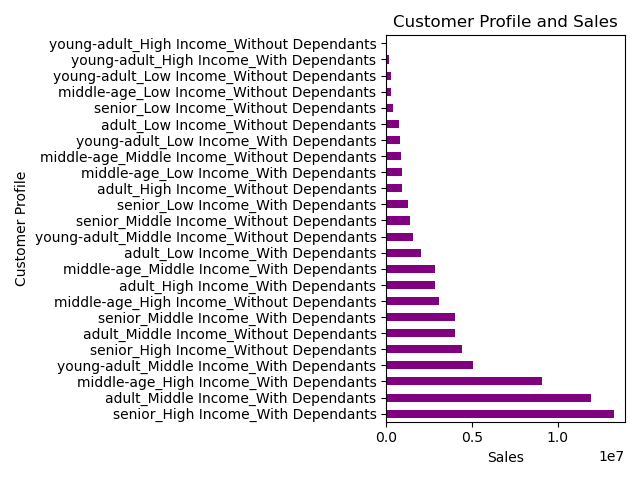 Customer Profile and Sales
young-adult_High Income_Without Dependants
young-adult_High Income_With Dependants
young-adult_Low Income_Without Dependants
middle-age_Low Income_Without Dependants
senior_Low Income_Without Dependants
adult_Low Income_Without Dependants
young-adult_Low Income_With Dependants
middle-age_Middle Income_Without Dependants
middle-age_Low Income_With Dependants
adult_High Income_Without Dependants
senior_Low Income_With Dependants
senior_Middle Income_Without Dependants
young-adult_Middle Income_Without Dependants
adult_Low Income_With Dependants
middle-age_Middle Income_With Dependants
adult_High Income_With Dependants
middle-age_High Income_Without Dependants
senior_Middle Income_With Dependants
adult_Middle Income_Without Dependants
senior_High Income_Without Dependants
young-adult_Middle Income_With Dependants
middle-age_High Income_With Dependants
adult_Middle Income_With Dependants
senior_High Income_With Dependants
Customer Profile
0.0 0.5 1.0
1e7
Sales